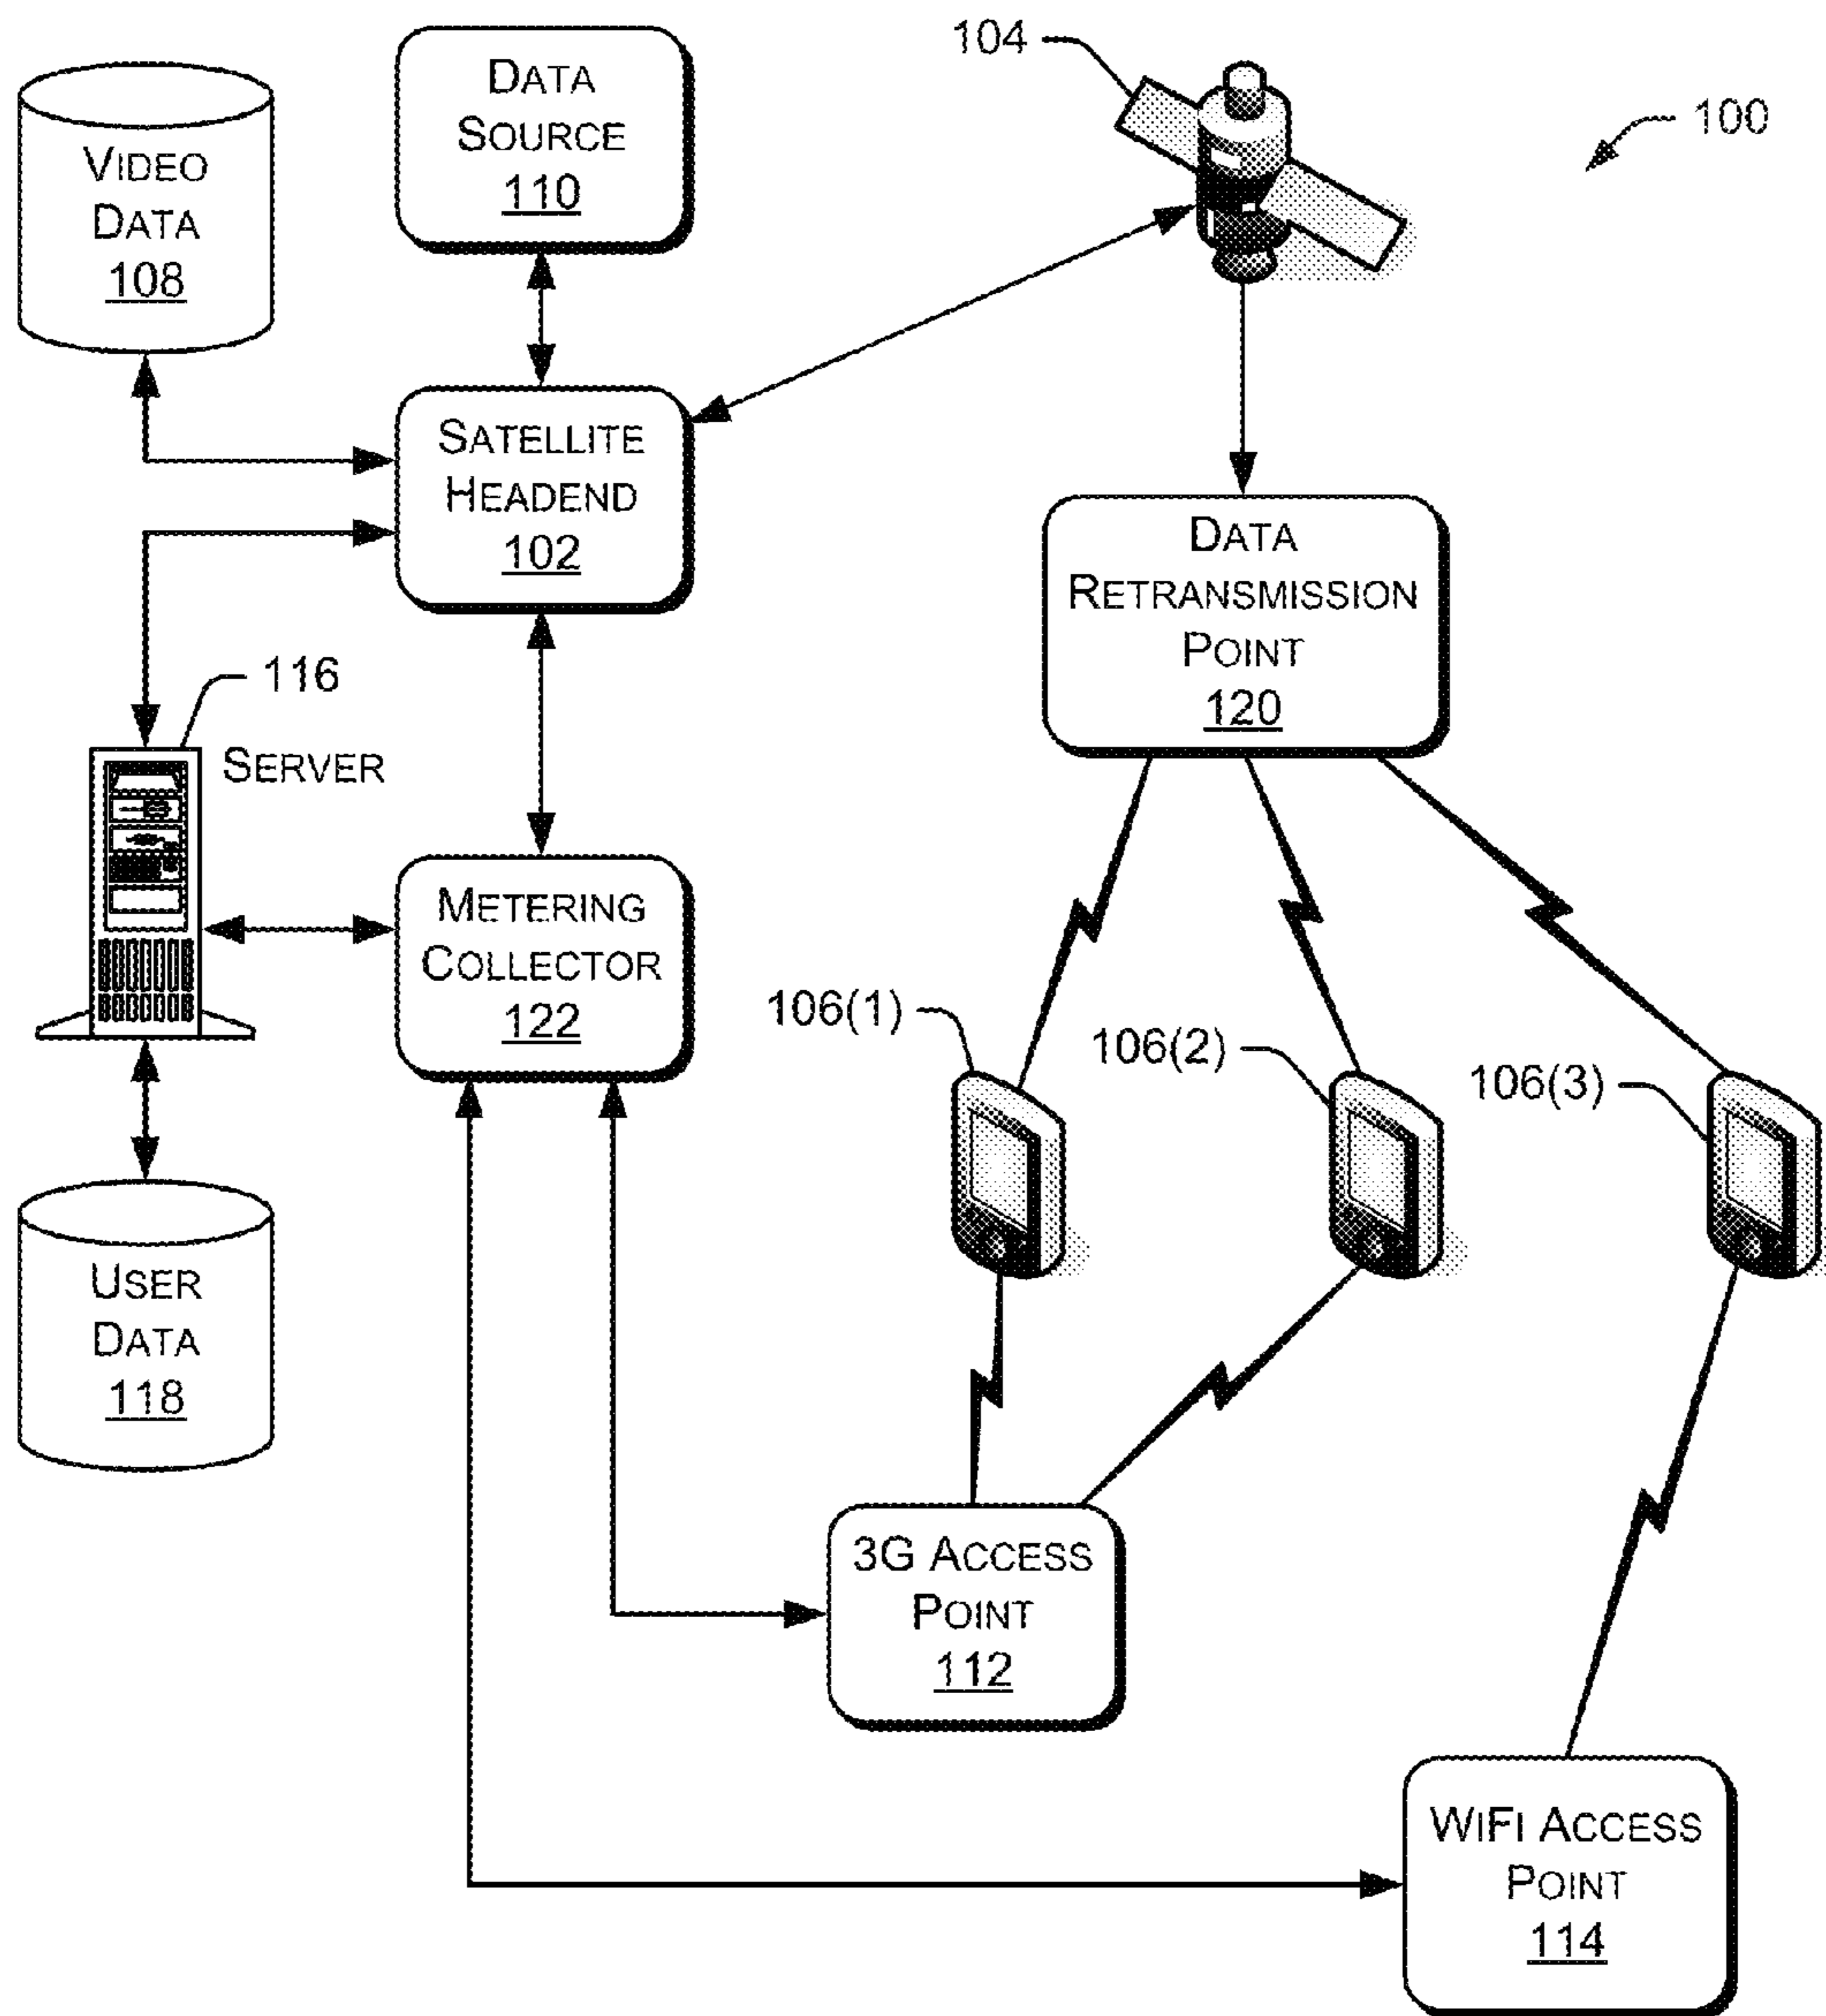 104
100
DATA
SOURCE
110
VIDEO
DATA
108
SATELLITE
HEADEND
102
DATA
RETRANSMISSION
POINT
120
116
SERVER
METERING
COLLECTOR
122
106(1)
106(2)
106(3)
USER
DATA
118
3G ACCESS
POINT
112
WIFI ACCESS
POINT
114